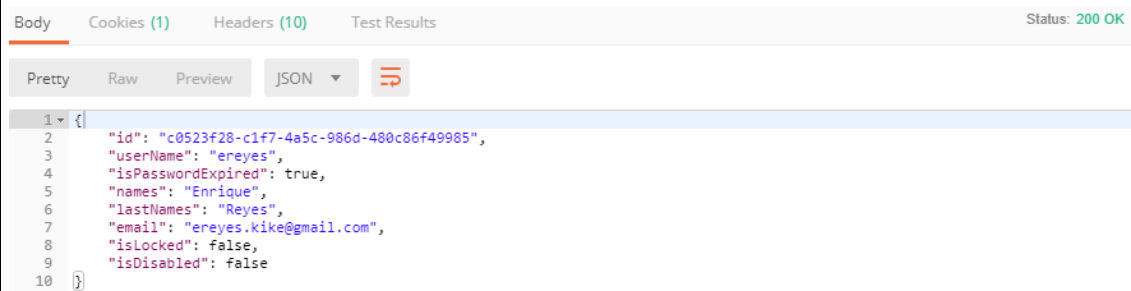 Body Cookies (1) Headers (10) Test Results Status: 200 OK
Pretty Raw Preview JSON
1 {
2 "id": "c0523f28-c1f7-4a5c-986d-480c86f49985",
3 "userName": "ereyes",
4 "isPasswordExpired": true,
5 "names": "Enrique",
6 "lastNames": "Reyes",
7 "email": "ereyes.kike@gmail.com",
8 "isLocked": false,
9 "isDisabled": false
10 }